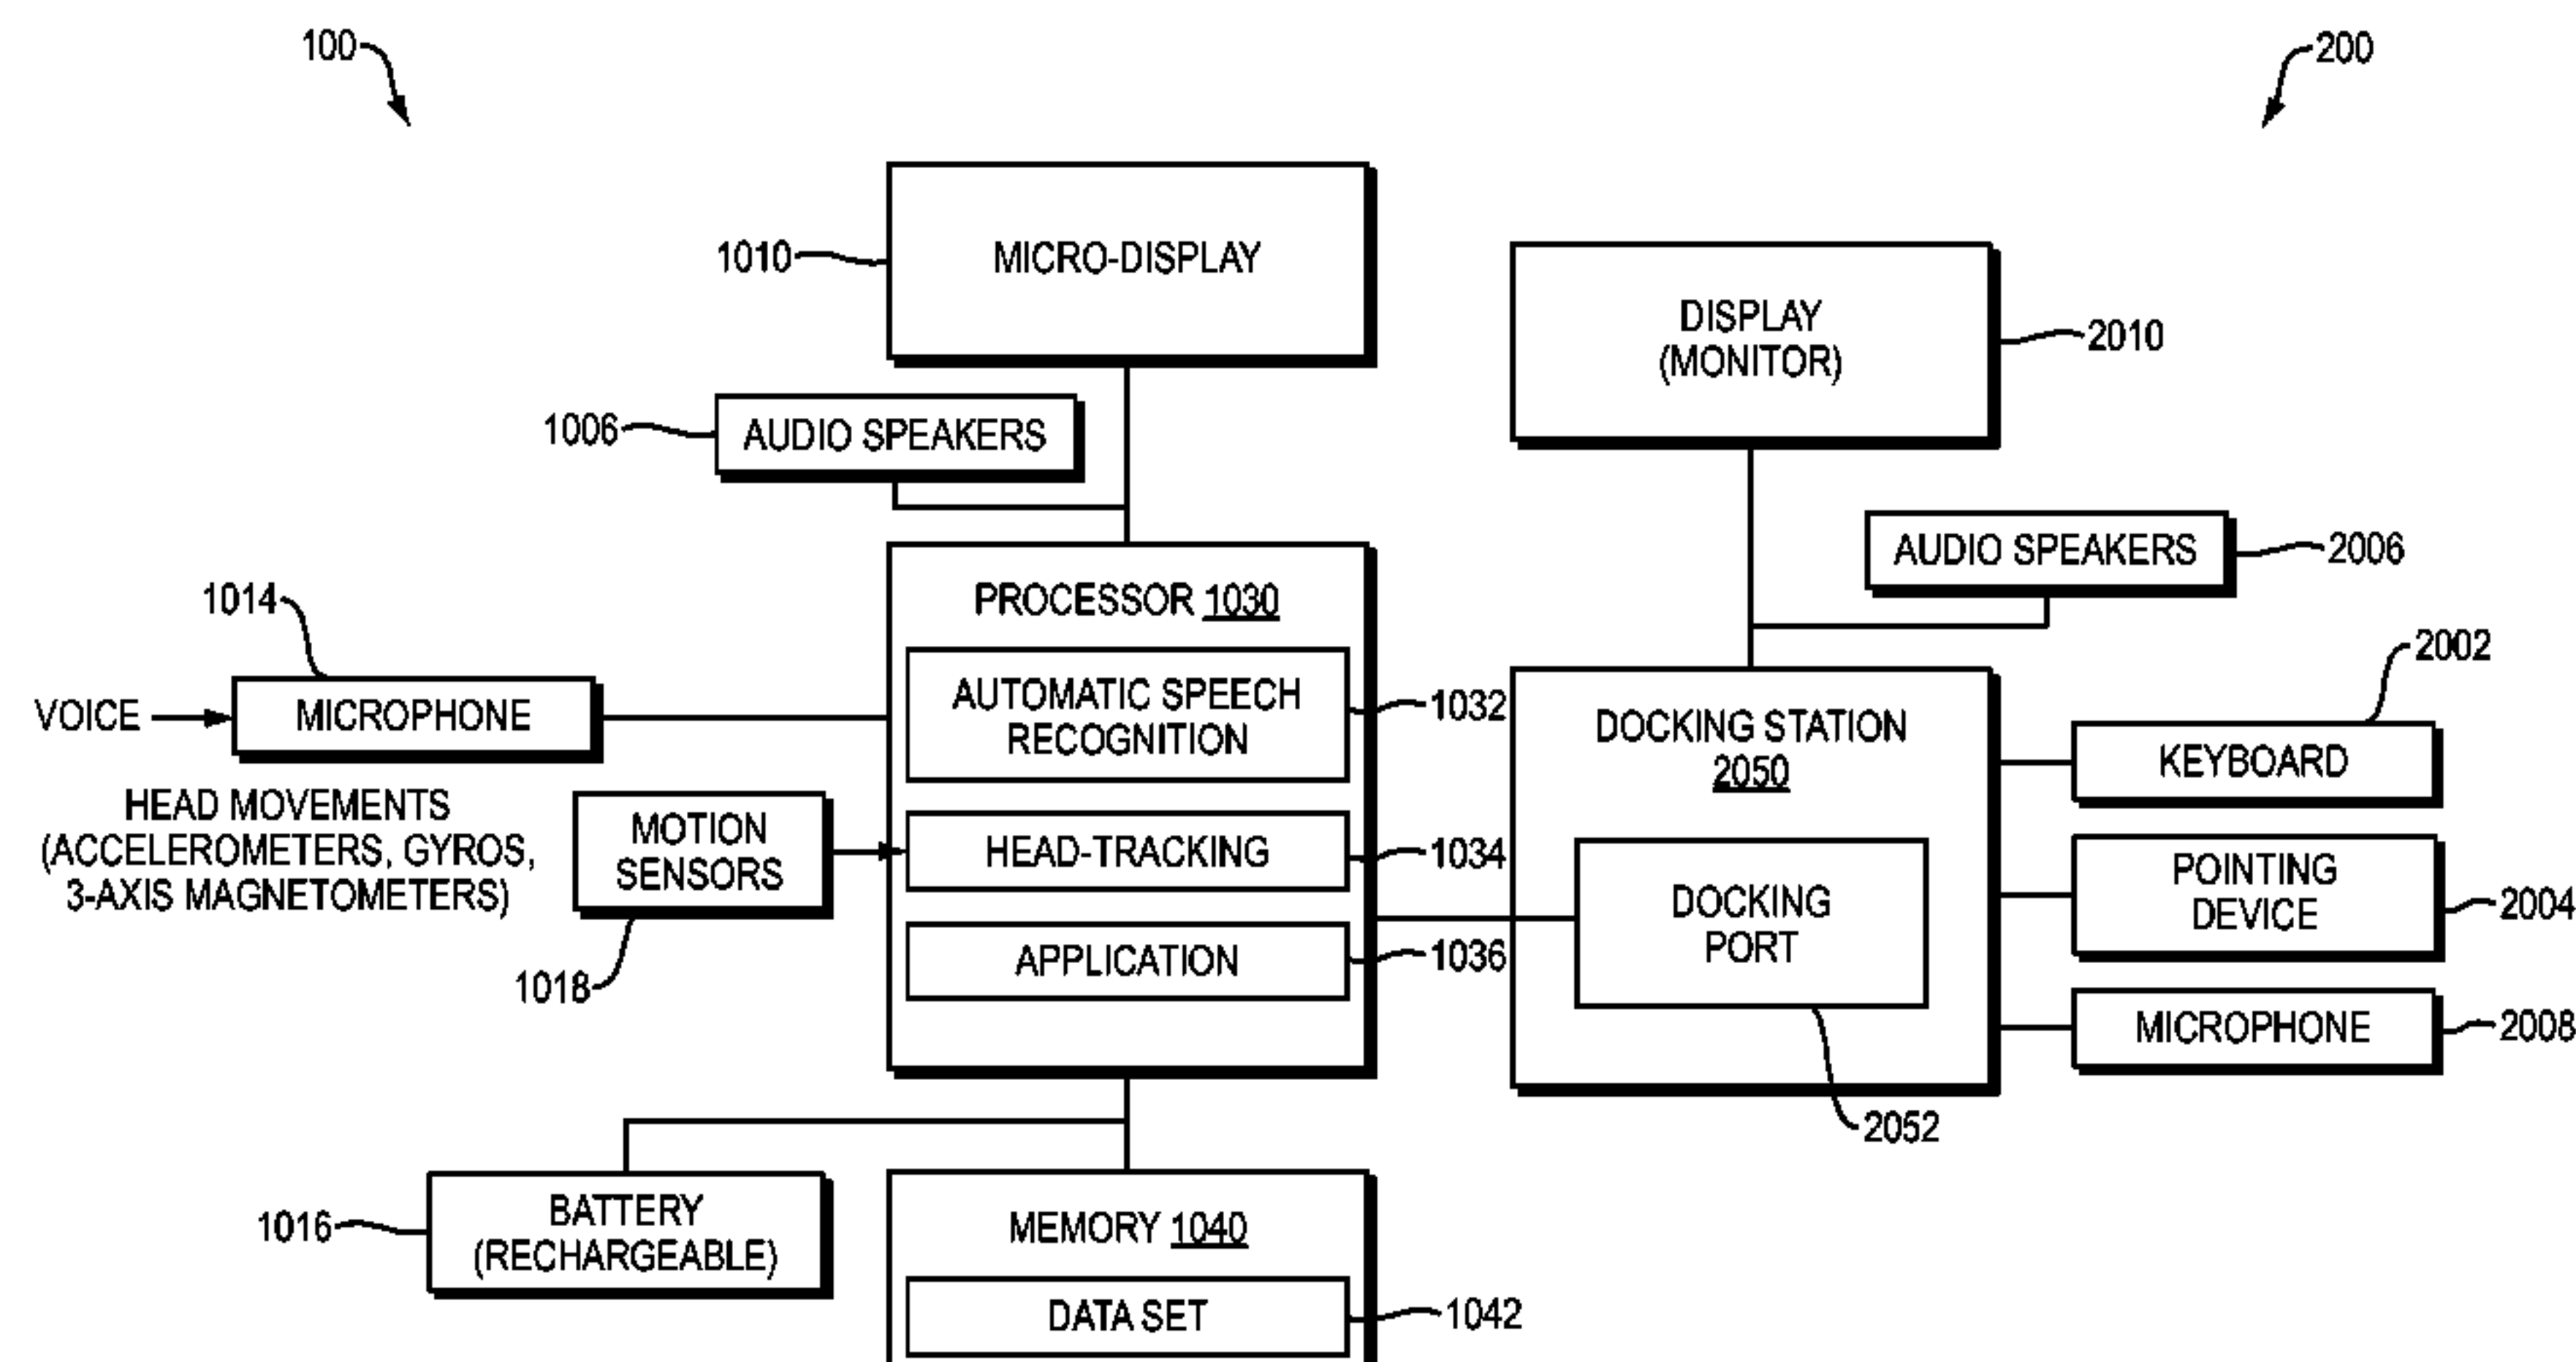 100
200
MICRO-DISPLAY
1010
DISPLAY
(MONITOR)
2010
AUDIO SPEAKERS
1006
AUDIO SPEAKERS
2006
PROCESSOR 1030
1014
VOICE
MICROPHONE
AUTOMATIC SPEECH
RECOGNITION
1032
HEAD MOVEMENTS
(ACCELEROMETERS, GYROS,
3-AXIS MAGNETOMETERS)
MOTION
SENSORS
1018
HEAD-TRACKING
1034
APPLICATION
1036
DOCKING STATION
2050
DOCKING
PORT
2052
2002
KEYBOARD
POINTING
DEVICE
2004
MICROPHONE
2008
1016
BATTERY
(RECHARGEABLE)
MEMORY 1040
DATA SET
1042